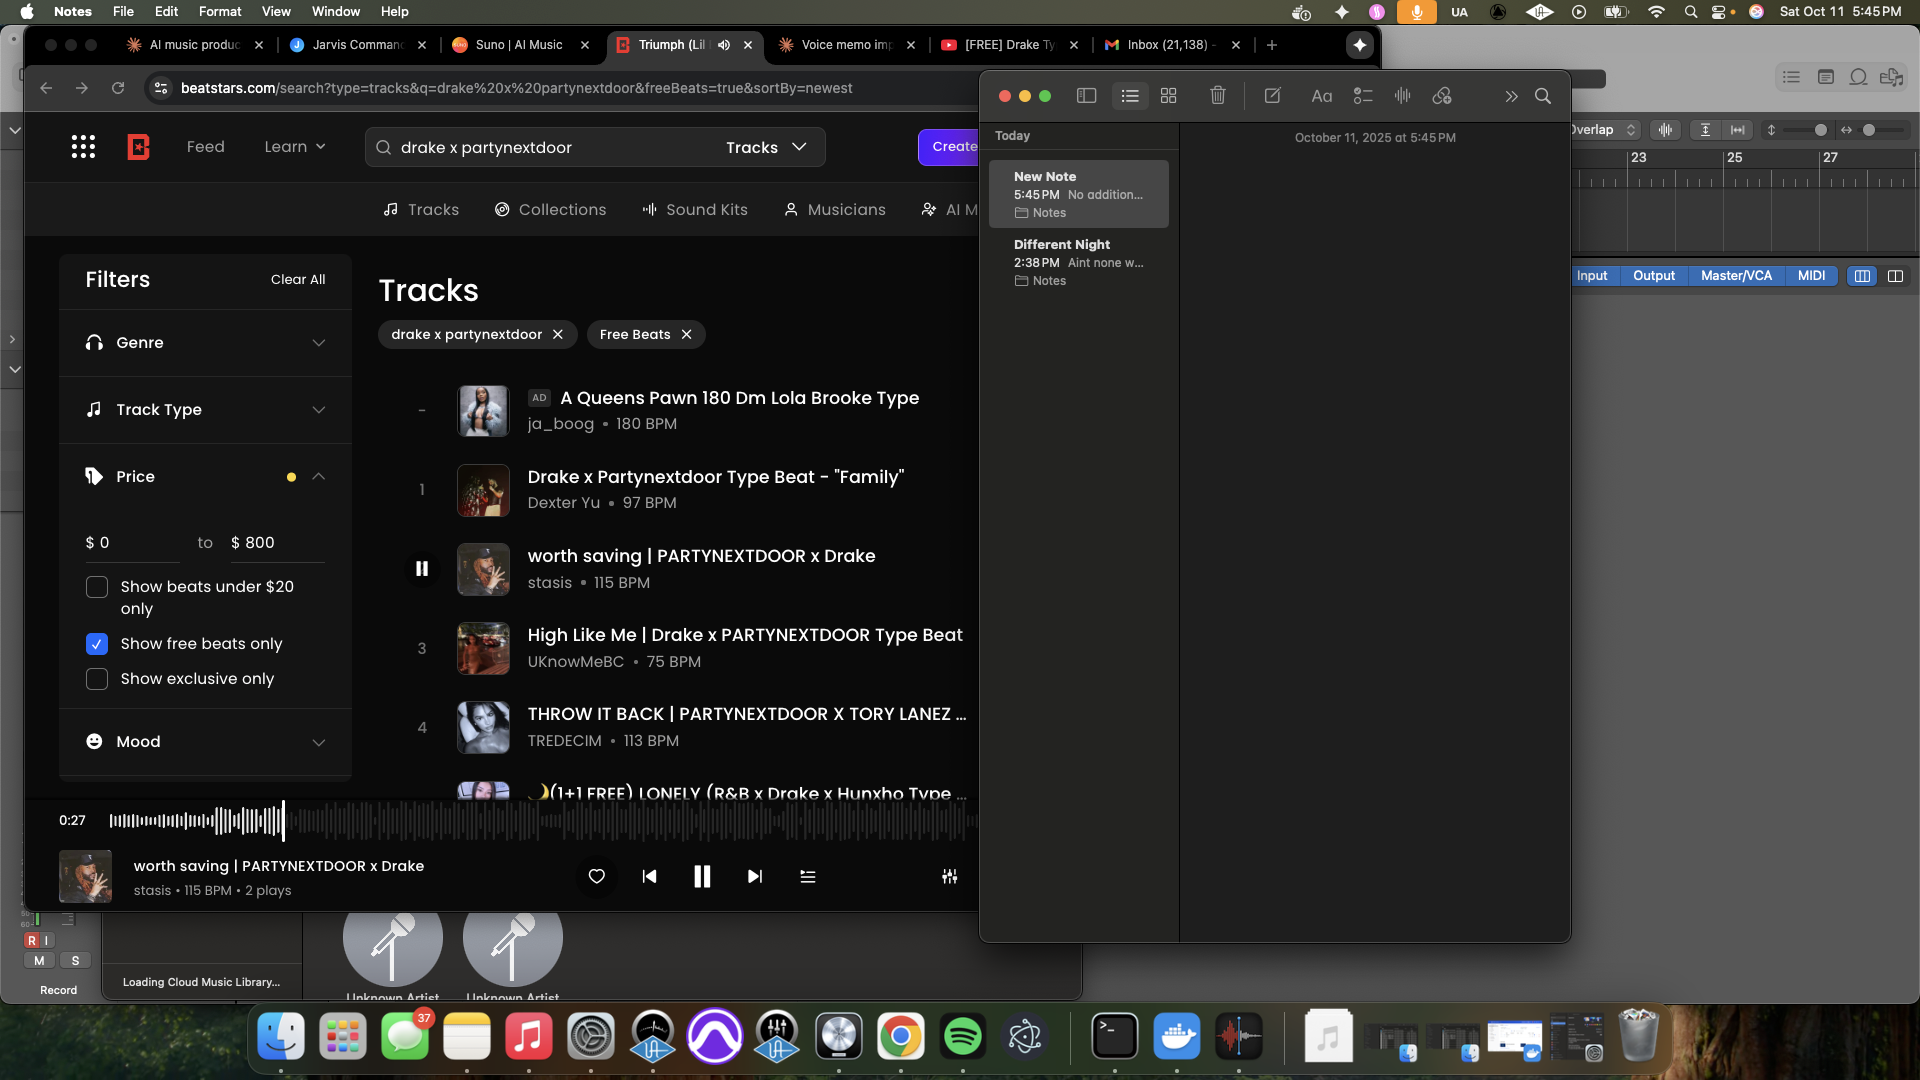 Notes File Edit Format View Window Help UA Sat Oct 11 5:45 PM
AI music produc Jarvis Comman Suno | AI Music Triumph (Lil Voice memo im [FREE] Drake Ty Inbox (21,138) -
beatstars.com/search?type=tracks&q=drake%20x%20partynextdoor&freeBeats=true&sortBy=newest
Feed Learn drake x partynextdoor Tracks Create
Tracks Collections Sound Kits Musicians AI M
Filters Clear All
Genre
Track Type
Price
$ 0 to $ 800
Show beats under $20
only
Show free beats only
Show exclusive only
Mood
Tracks
drake x partynextdoor Free Beats
- AD A Queens Pawn 180 Dm Lola Brooke Type
ja_boog • 180 BPM
1 Drake x Partynextdoor Type Beat - "Family"
Dexter Yu • 97 BPM
worth saving | PARTYNEXTDOOR x Drake
stasis • 115 BPM
3 High Like Me | Drake x PARTYNEXTDOOR Type Beat
UKnowMeBC • 75 BPM
4 THROW IT BACK | PARTYNEXTDOOR X TORY LANEZ ...
TREDECIM • 113 BPM
🌙(1+1 FREE) LONELY (R&B x Drake x Hunxho Type ...
0:27
worth saving | PARTYNEXTDOOR x Drake
stasis • 115 BPM • 2 plays
Today
New Note
5:45 PM No addition...
Notes
Different Night
2:38 PM Aint none w...
Notes
October 11, 2025 at 5:45 PM
Aa
Overlap
23 25 27
Input Output Master/VCA MIDI
R I
M S
Record
Loading Cloud Music Library...
Unknown Artist Unknown Artist
37